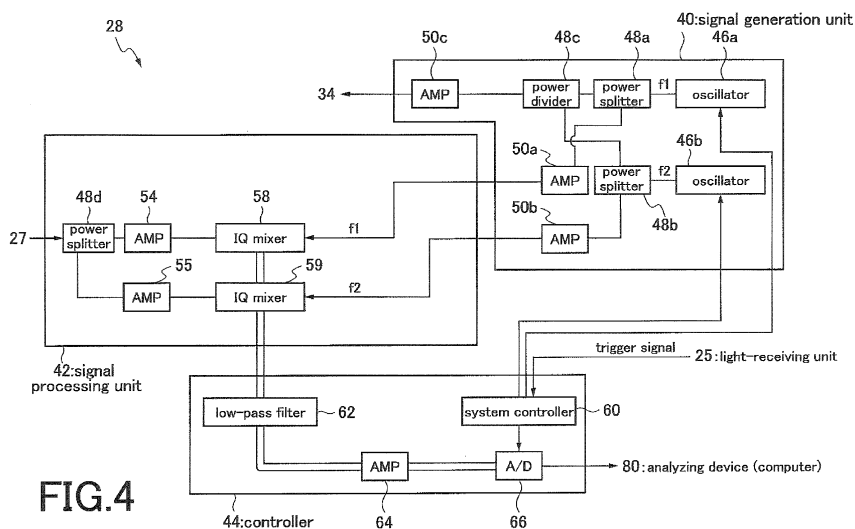 28
40:signal generation unit
50c
48c
48a
46a
34
AMP
power
divider
power
splitter
f1
oscillator
50a
46b
AMP
power
splitter
f2
oscillator
48b
50b
AMP
48d
54
58
27
power
splitter
AMP
IQ mixer
f1
55
59
AMP
IQ mixer
f2
42:signal
processing unit
trigger signal
25:light-receiving unit
low-pass filter
62
system controller
60
AMP
A/D
80:analyzing device (computer)
64
66
44:controller
FIG.4